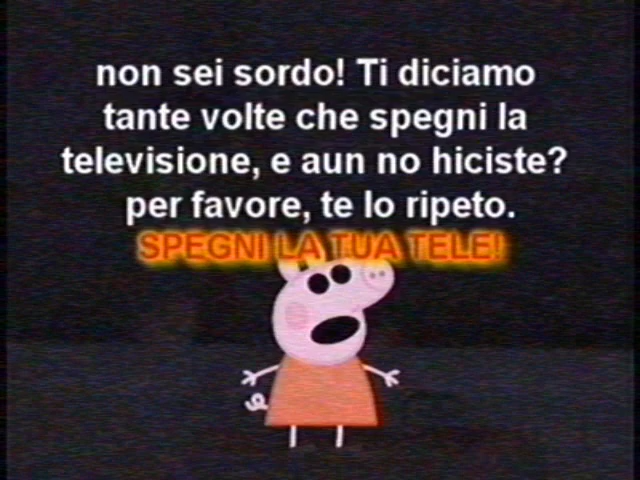 non sei sordo! Ti diciamo
tante volte che spegni la
televisione, e aun no hiciste?
per favore, te lo ripeto.
SPEGNI LA TUA TELE!